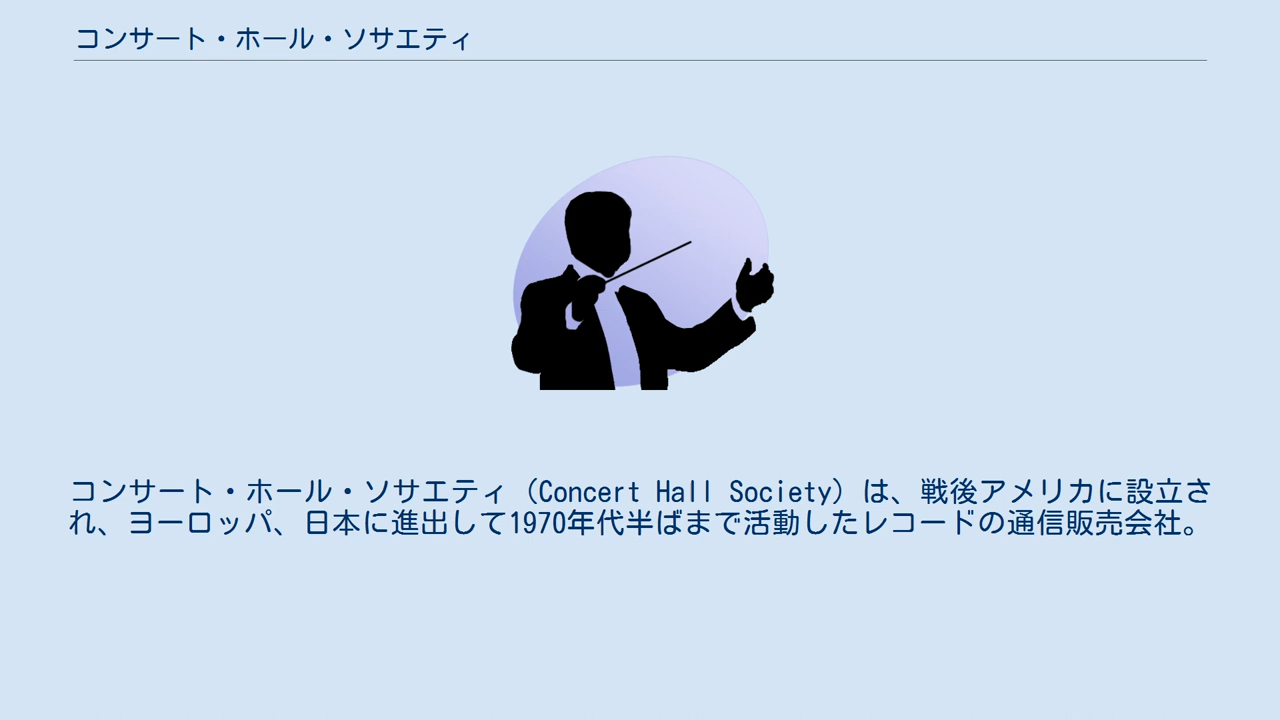 コンサート・ホール・ソサエティ
コンサート・ホール・ソサエティ（Concert Hall Society）は、戦後アメリカに設立さ
れ、ヨーロッパ、日本に進出して1970年代半ばまで活動したレコードの通信販売会社。